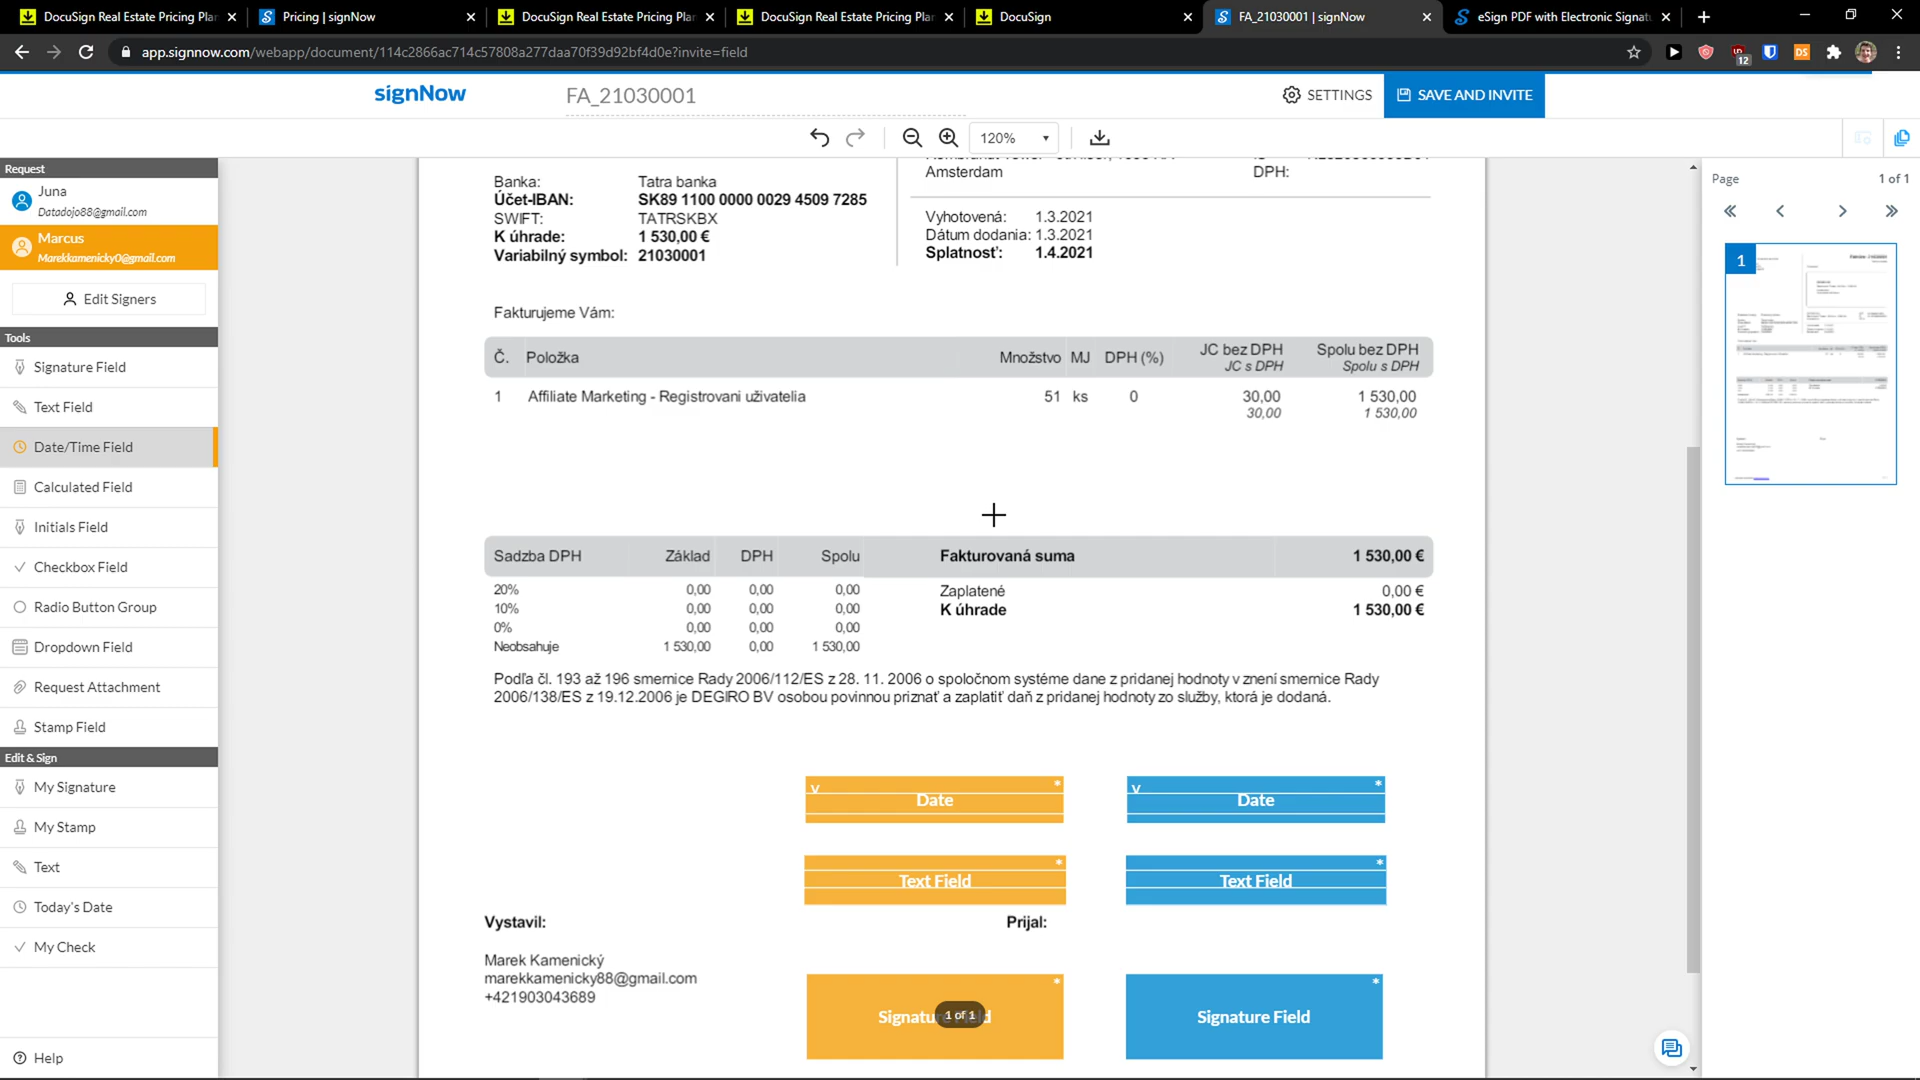 DocuSign Real Estate Pricing Plan
Pricing | signNow
DocuSign Real Estate Pricing Plan
DocuSign Real Estate Pricing Plan
DocuSign
FA_21030001 | signNow
eSign PDF with Electronic Signatu
app.signnow.com/webapp/document/114c2866ac714c57808a277daa70f39d92bf4d0e?invite=field
12
DS
signNow
FA_21030001
SETTINGS
SAVE AND INVITE
120%
Request
Juna
Datadojo88@gmail.com
Marcus
Marekkamenicky0@gmail.com
Edit Signers
Tools
Signature Field
Text Field
Date/Time Field
Calculated Field
Initials Field
Checkbox Field
Radio Button Group
Dropdown Field
Request Attachment
Stamp Field
Edit & Sign
My Signature
My Stamp
Text
Today's Date
My Check
Help
Amsterdam
DPH:
Banka: Tatra banka
Účet-IBAN: SK89 1100 0000 0029 4509 7285
SWIFT: TATRSKBX
K úhrade: 1 530,00 €
Variabilný symbol: 21030001
Vyhotovená: 1.3.2021
Dátum dodania: 1.3.2021
Splatnosť: 1.4.2021
Fakturujeme Vám:
Č. Položka Množstvo MJ DPH (%) JC bez DPH Spolu bez DPH
JC s DPH Spolu s DPH
1 Affiliate Marketing - Registrovani uživatelia 51 ks 0 30,00 1 530,00
30,00 1 530,00
Sadzba DPH Základ DPH Spolu Fakturovaná suma 1 530,00 €
20% 0,00 0,00 0,00 Zaplatené 0,00 €
10% 0,00 0,00 0,00 K úhrade 1 530,00 €
0% 0,00 0,00 0,00
Neobsahuje 1 530,00 0,00 1 530,00
Podľa čl. 193 až 196 smernice Rady 2006/112/ES z 28. 11. 2006 o spoločnom systéme dane z pridanej hodnoty v znení smernice Rady
2006/138/ES z 19.12.2006 je DEGIRO BV osobou povinnou priznať a zaplatiť daň z pridanej hodnoty zo služby, ktorá je dodaná.
Date * Date *
Text Field * Text Field *
Vystavil: Prijal:
Marek Kamenický
marekkamenicky88@gmail.com
+421903043689
Signature Field * Signature Field *
1 of 1
Page 1 of 1
1